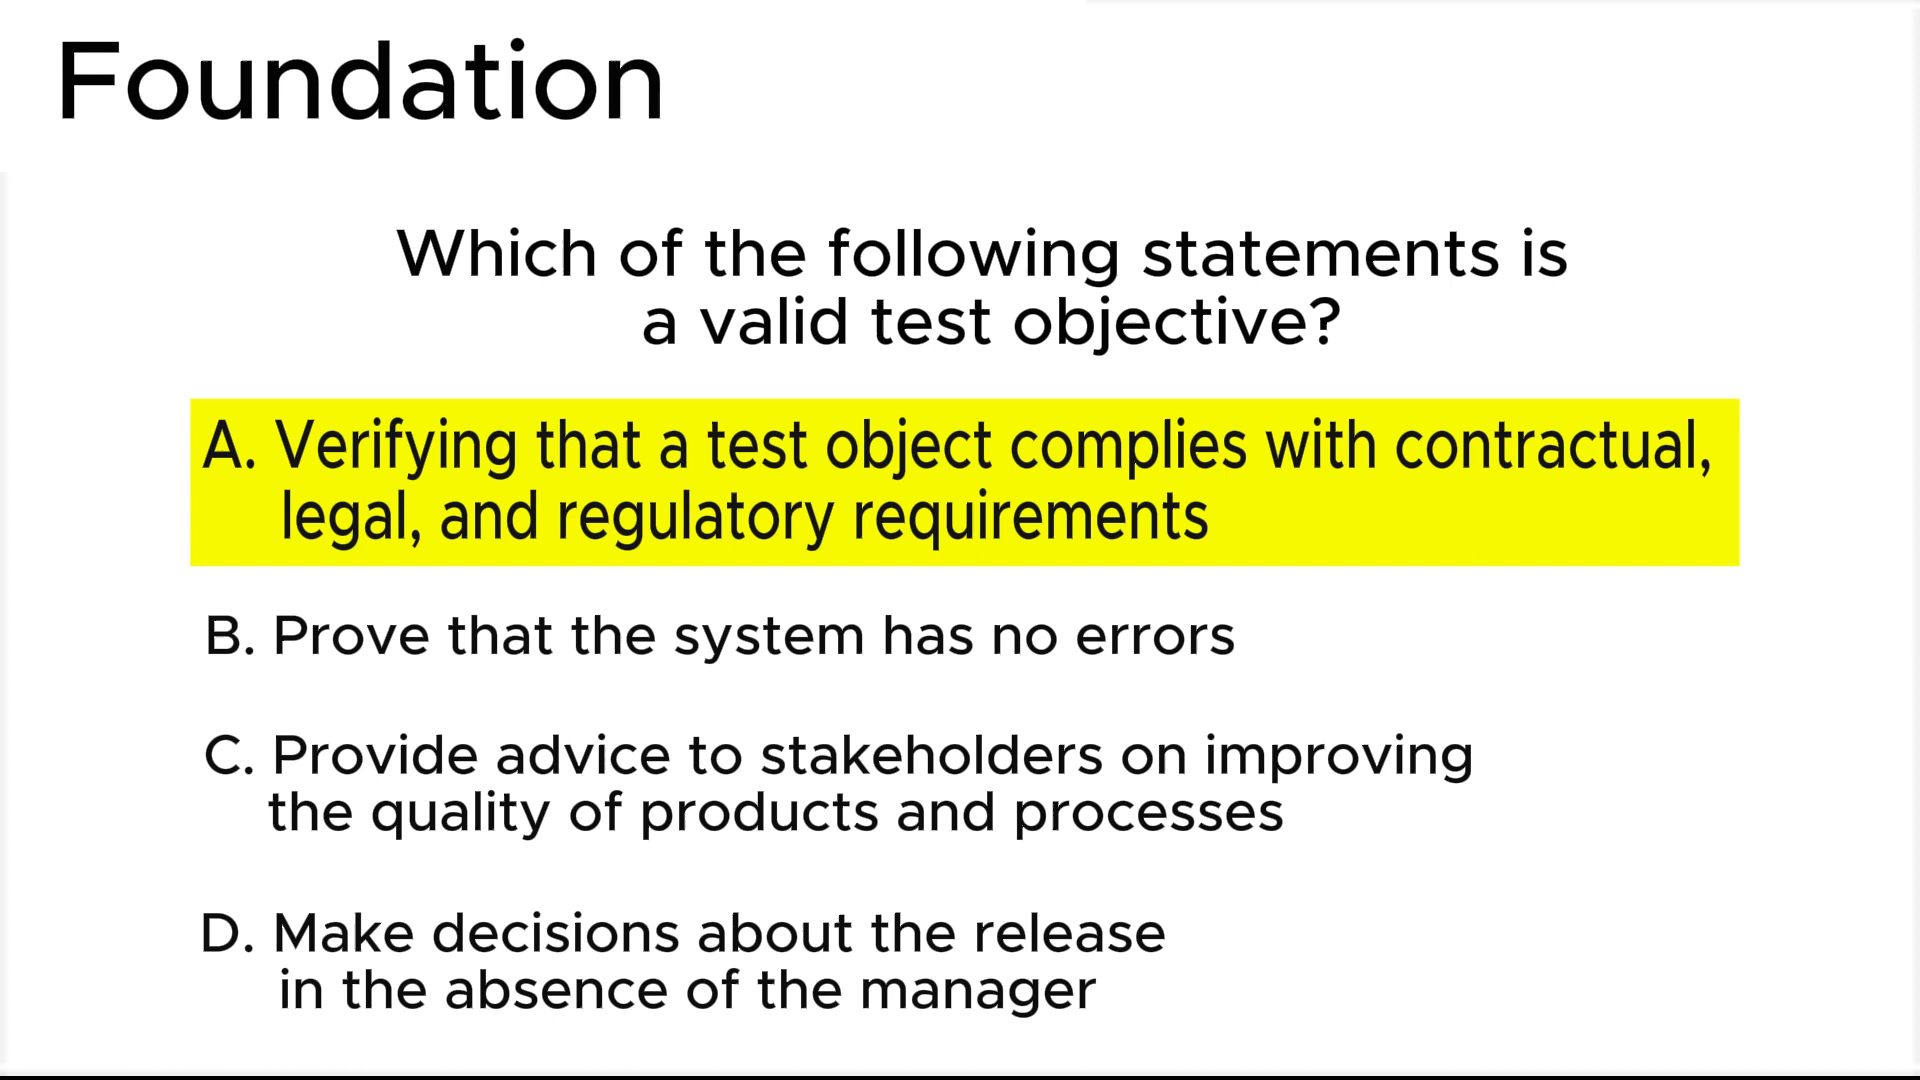 Foundation
Which of the following statements is
a valid test objective?
A. Verifying that a test object complies with contractual,
legal, and regulatory requirements
B. Prove that the system has no errors
C. Provide advice to stakeholders on improving
the quality of products and processes
D. Make decisions about the release
in the absence of the manager